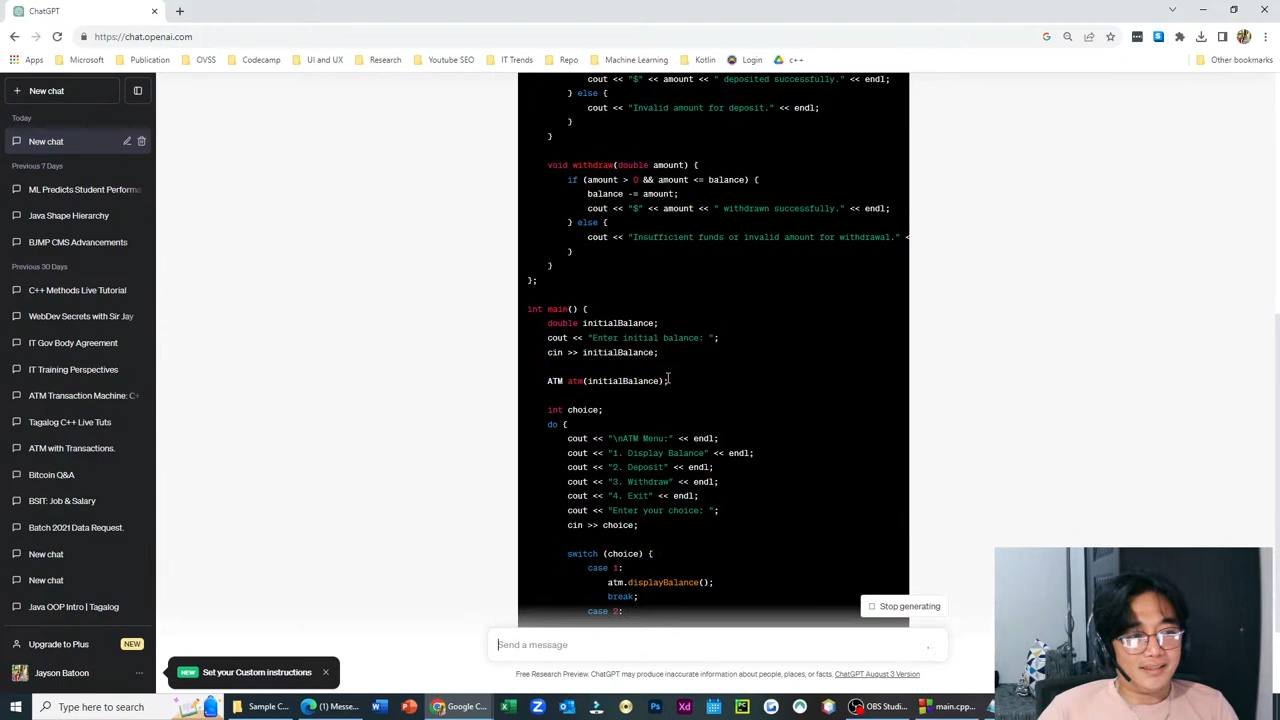 ChatGPT
https://chat.openai.com
Apps
Microsoft
Publication
OVSS
Codecamp
UI and UX
Research
Youtube SEO
IT Trends
Repo
Machine Learning
Kotlin
Login
c++
Other bookmarks
New chat
Today
New chat
Previous 7 Days
ML Predicts Student Performa
Java Shape Hierarchy
BJMP CMS Advancements
Previous 30 Days
C++ Methods Live Tutorial
WebDev Secrets with Sir Jay
IT Gov Body Agreement
IT Training Perspectives
ATM Transaction Machine: C+
Tagalog C++ Live Tuts
ATM with Transactions.
Bitcoin Q&A
BSIT: Job & Salary
Batch 2021 Data Request.
New chat
New chat
Java OOP Intro | Tagalog
Upgrade to Plus
NEW
Jayson Batoon
NEW Set your Custom instructions
cout << "$" << amount << " deposited successfully." << endl;
} else {
cout << "Invalid amount for deposit." << endl;
}
}
void withdraw(double amount) {
if (amount > 0 && amount <= balance) {
balance -= amount;
cout << "$" << amount << " withdrawn successfully." << endl;
} else {
cout << "Insufficient funds or invalid amount for withdrawal." <
}
}
};
int main() {
double initialBalance;
cout << "Enter initial balance: ";
cin >> initialBalance;
ATM atm(initialBalance);
int choice;
do {
cout << "\nATM Menu:" << endl;
cout << "1. Display Balance" << endl;
cout << "2. Deposit" << endl;
cout << "3. Withdraw" << endl;
cout << "4. Exit" << endl;
cout << "Enter your choice: ";
cin >> choice;
switch (choice) {
case 1:
atm.displayBalance();
break;
case 2:
Stop generating
Send a message
Free Research Preview. ChatGPT may produce inaccurate information about people, places, or facts. ChatGPT August 3 Version
Type here to search
Sample C...
(1) Messe...
Google C...
OBS Studi...
main.cpp...